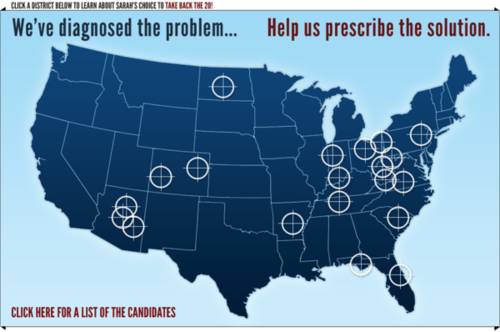 CLICK A DISTRICT BELOW TO LEARN ABOUT SARAH'S CHOICE TO TAKE BACK THE 20!
We've diagnosed the problem... Help us prescribe the solution.
CLICK HERE FOR A LIST OF THE CANDIDATES